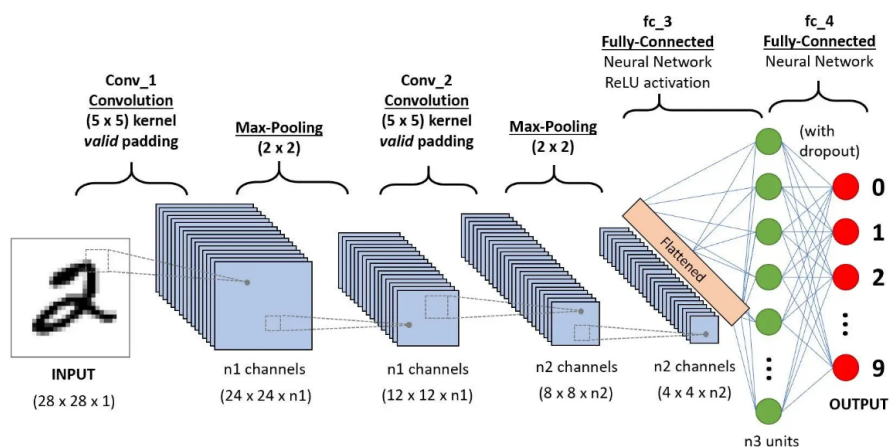 Conv_1
Convolution
(5 x 5) kernel
valid padding
Max-Pooling
(2 x 2)
Conv_2
Convolution
(5 x 5) kernel
valid padding
Max-Pooling
(2 x 2)
fc_3
Fully-Connected
Neural Network
ReLU activation
fc_4
Fully-Connected
Neural Network
(with
dropout)
2
INPUT
(28 x 28 x 1)
n1 channels
(24 x 24 x n1)
n1 channels
(12 x 12 x n1)
n2 channels
(8 x 8 x n2)
n2 channels
(4 x 4 x n2)
Flattened
n3 units
0
1
2
9
OUTPUT